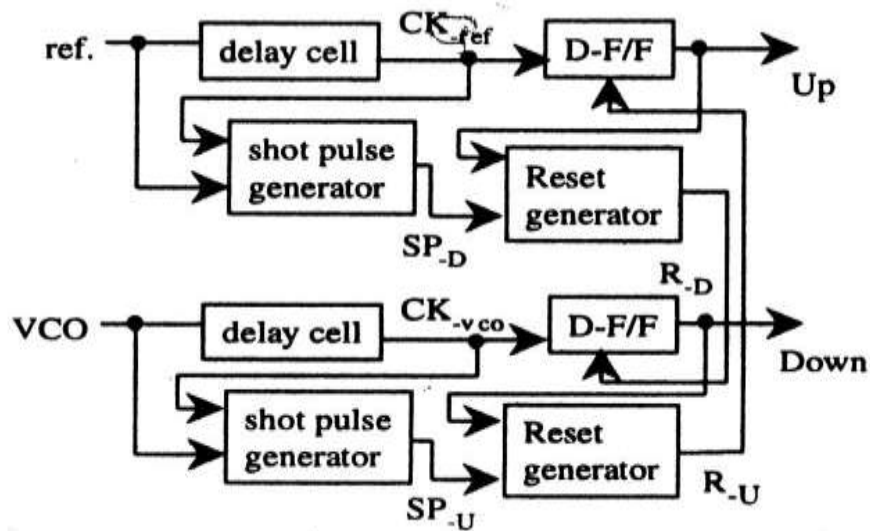 ref.
delay cell
CK-ref
D-F/F
Up
shot pulse
generator
SP-D
Reset
generator
R-D
VCO
delay cell
CK-vco
D-F/F
Down
shot pulse
generator
SP-U
Reset
generator
R-U